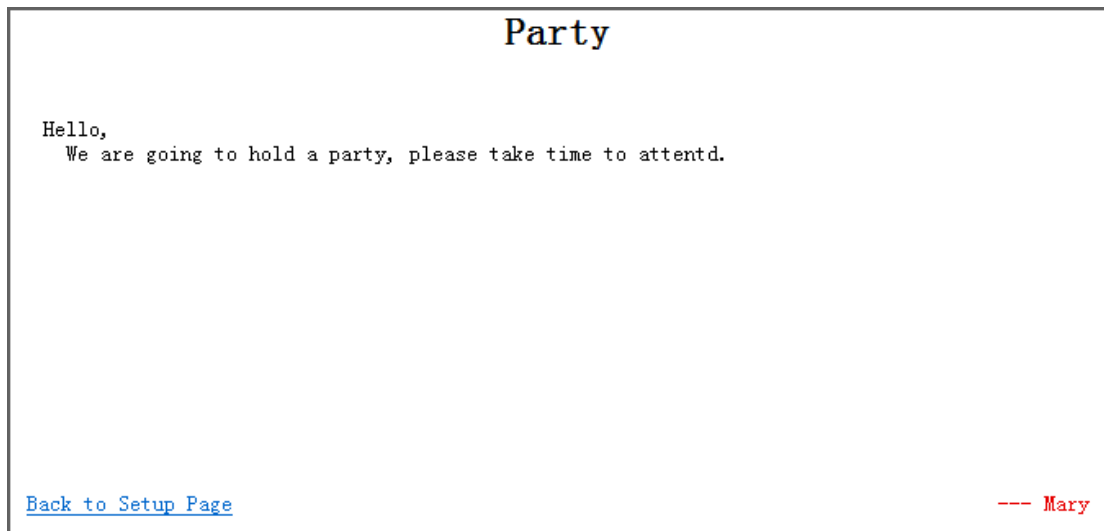 Party
Hello,
We are going to hold a party, please take time to attentd.
Back to Setup Page
--- Mary